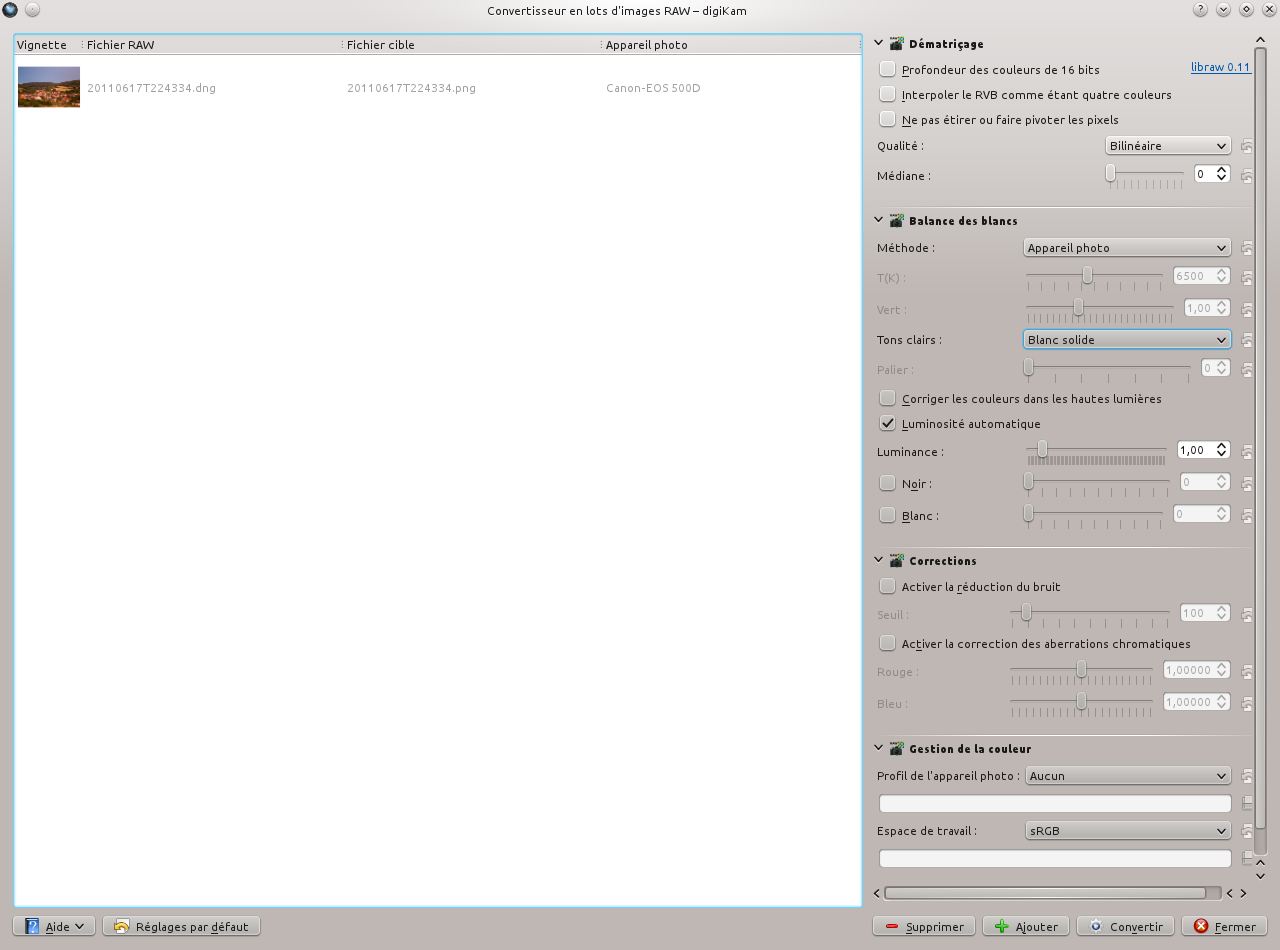 Convertisseur en lots d'images RAW – digiKam
Vignette Fichier RAW Fichier cible Appareil photo
20110617T224334.dng 20110617T224334.png Canon-EOS 500D
Dématriçage
Profondeur des couleurs de 16 bits libraw 0.11
Interpoler le RVB comme étant quatre couleurs
Ne pas étirer ou faire pivoter les pixels
Qualité : Bilinéaire
Médiane : 0
Balance des blancs
Méthode : Appareil photo
T(K) : 6500
Vert : 1,00
Tons clairs : Blanc solide
Palier : 0
Corriger les couleurs dans les hautes lumières
Luminosité automatique
Luminance : 1,00
Noir : 0
Blanc : 0
Corrections
Activer la réduction du bruit
Seuil : 100
Activer la correction des aberrations chromatiques
Rouge : 1,00000
Bleu : 1,00000
Gestion de la couleur
Profil de l'appareil photo : Aucun
Espace de travail : sRGB
Aide Réglages par défaut Supprimer Ajouter Convertir Fermer